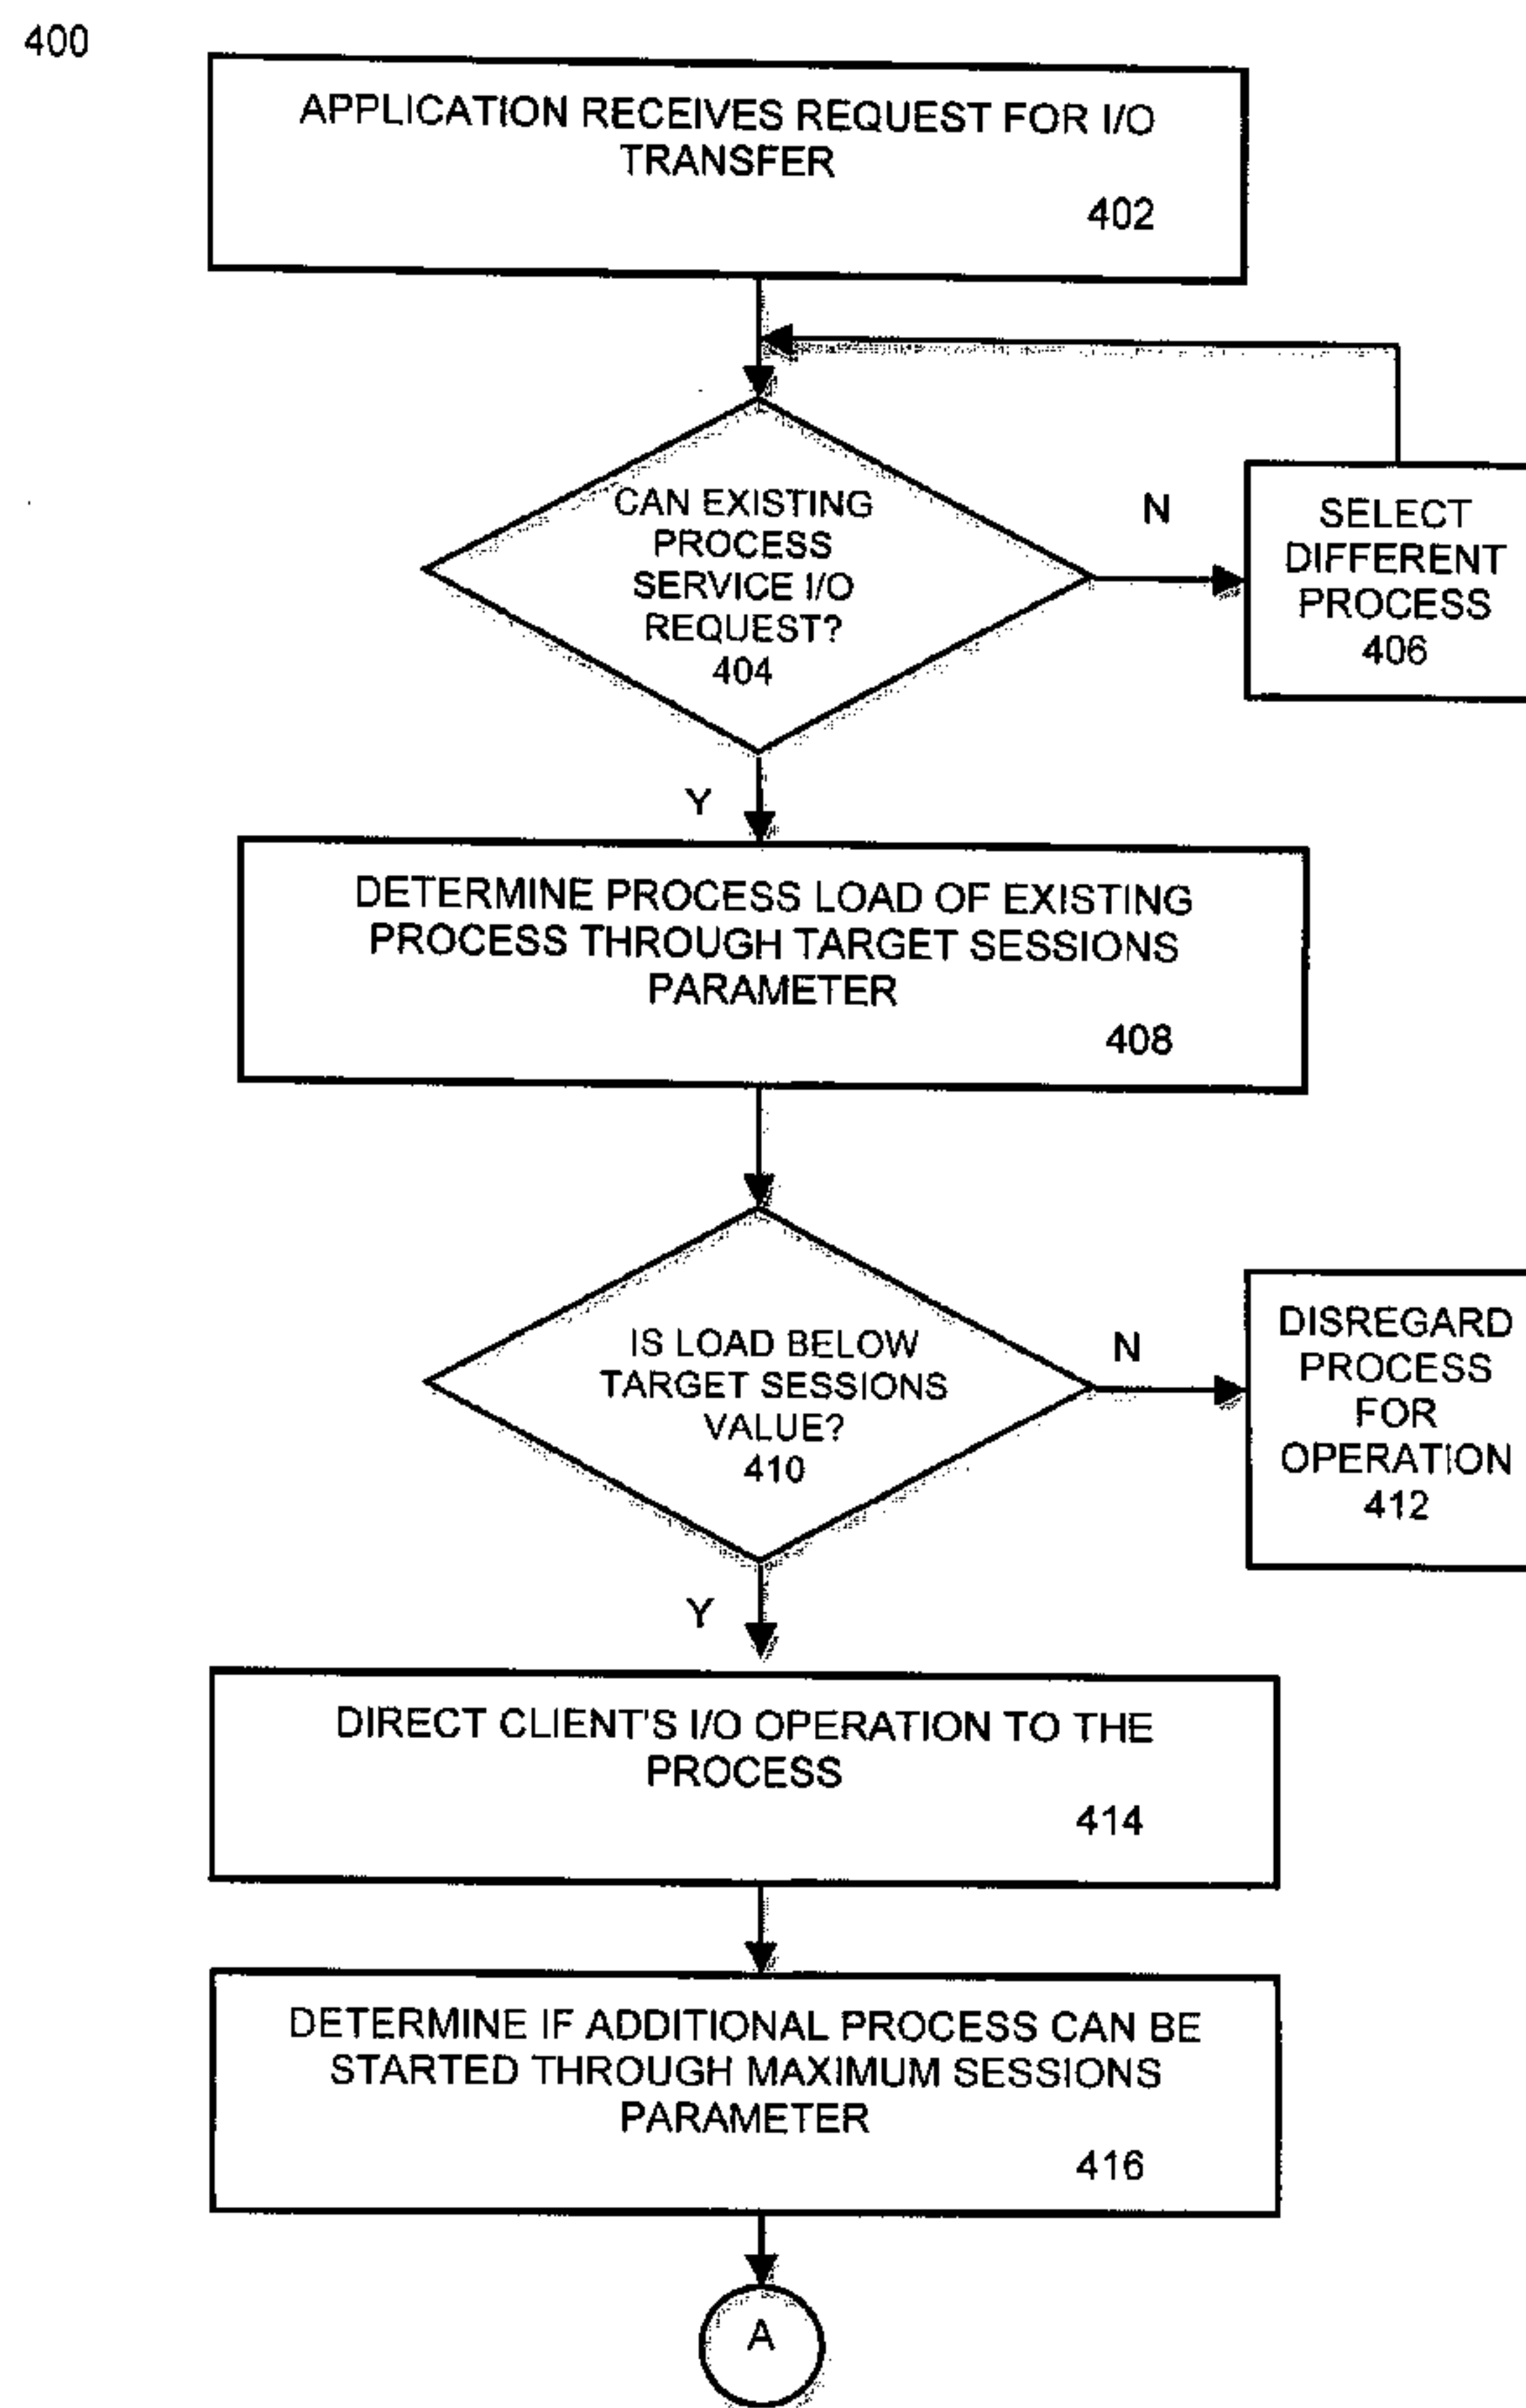 400
APPLICATION RECEIVES REQUEST FOR I/O
TRANSFER
402
CAN EXISTING
PROCESS
SERVICE I/O
REQUEST?
404
N
SELECT
DIFFERENT
PROCESS
406
Y
DETERMINE PROCESS LOAD OF EXISTING
PROCESS THROUGH TARGET SESSIONS
PARAMETER
408
IS LOAD BELOW
TARGET SESSIONS
VALUE?
410
N
DISREGARD
PROCESS
FOR
OPERATION
412
Y
DIRECT CLIENT'S I/O OPERATION TO THE
PROCESS
414
DETERMINE IF ADDITIONAL PROCESS CAN BE
STARTED THROUGH MAXIMUM SESSIONS
PARAMETER
416
A